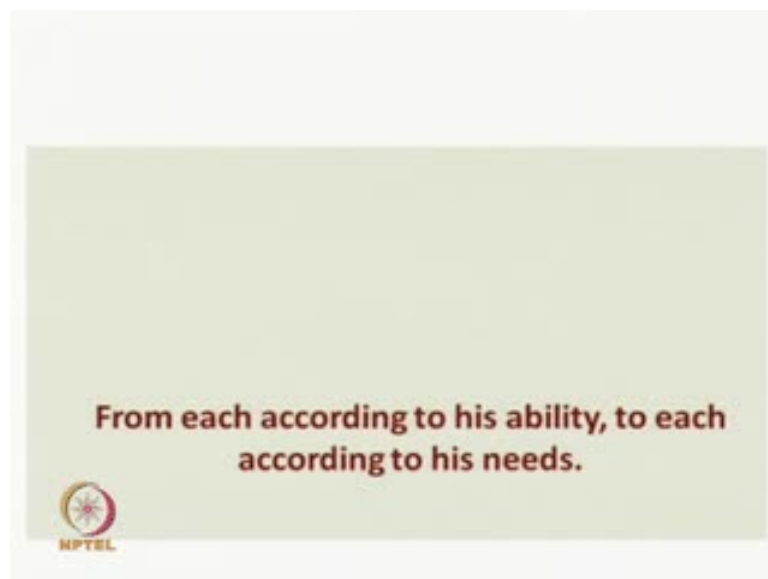 From each according to his ability, to each
according to his needs.
NPTEL